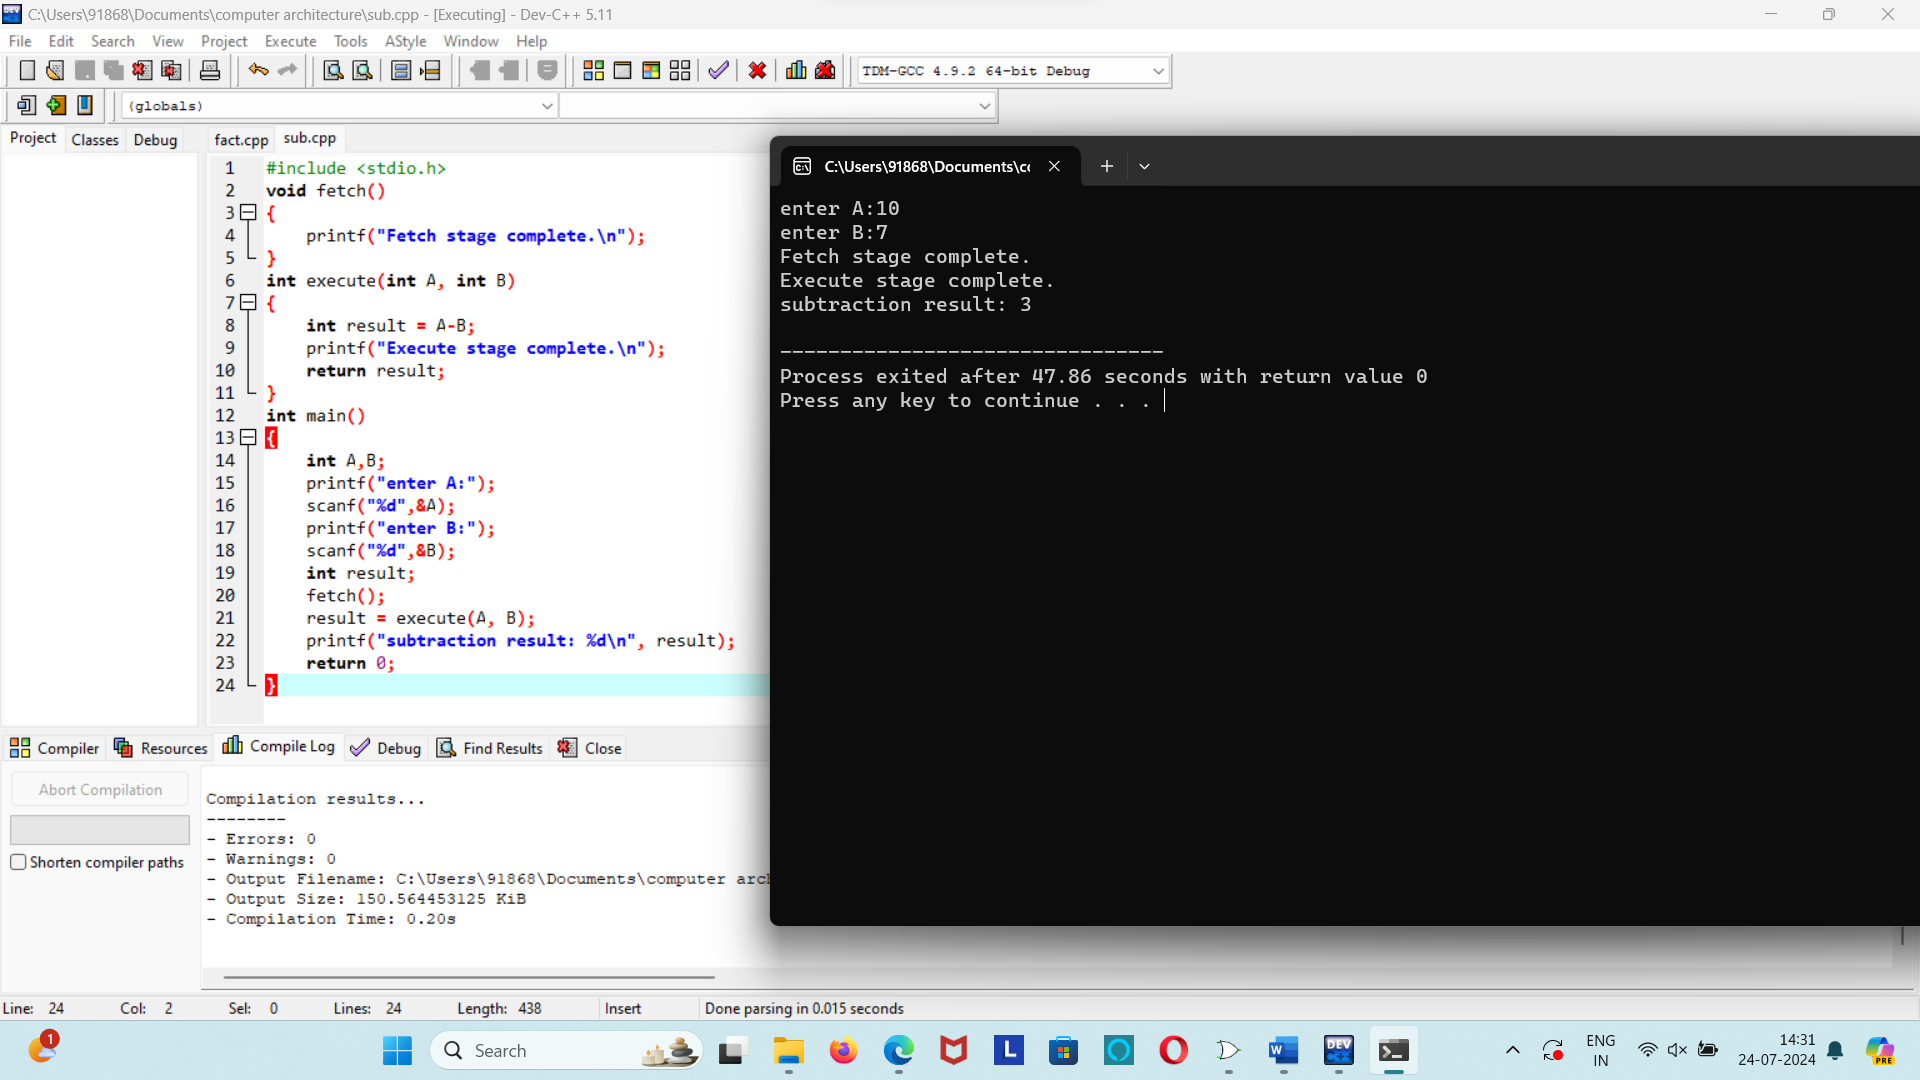 C:\Users\91868\Documents\computer architecture\sub.cpp - [Executing] - Dev-C++ 5.11
File Edit Search View Project Execute Tools AStyle Window Help
TDM-GCC 4.9.2 64-bit Debug
(globals)
Project Classes Debug
fact.cpp sub.cpp
1 #include <stdio.h>
2 void fetch()
3 {
4 printf("Fetch stage complete.\n");
5 }
6 int execute(int A, int B)
7 {
8 int result = A-B;
9 printf("Execute stage complete.\n");
10 return result;
11 }
12 int main()
13 {
14 int A,B;
15 printf("enter A:");
16 scanf("%d",&A);
17 printf("enter B:");
18 scanf("%d",&B);
19 int result;
20 fetch();
21 result = execute(A, B);
22 printf("subtraction result: %d\n", result);
23 return 0;
24 }
C:\Users\91868\Documents\co
enter A:10
enter B:7
Fetch stage complete.
Execute stage complete.
subtraction result: 3
--------------------------------
Process exited after 47.86 seconds with return value 0
Press any key to continue . . .
Compiler Resources Compile Log Debug Find Results Close
Abort Compilation
Shorten compiler paths
Compilation results...
--------
- Errors: 0
- Warnings: 0
- Output Filename: C:\Users\91868\Documents\computer arch
- Output Size: 150.564453125 KiB
- Compilation Time: 0.20s
Line: 24 Col: 2 Sel: 0 Lines: 24 Length: 438 Insert Done parsing in 0.015 seconds
1
Search
L
W
DEV
C++
ENG
IN
14:31
24-07-2024
PRE